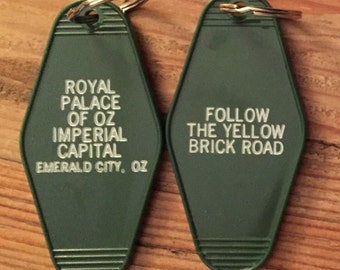 ROYAL
PALACE
OF OZ
IMPERIAL
CAPITAL
EMERALD CITY, OZ
FOLLOW
THE YELLOW
BRICK ROAD